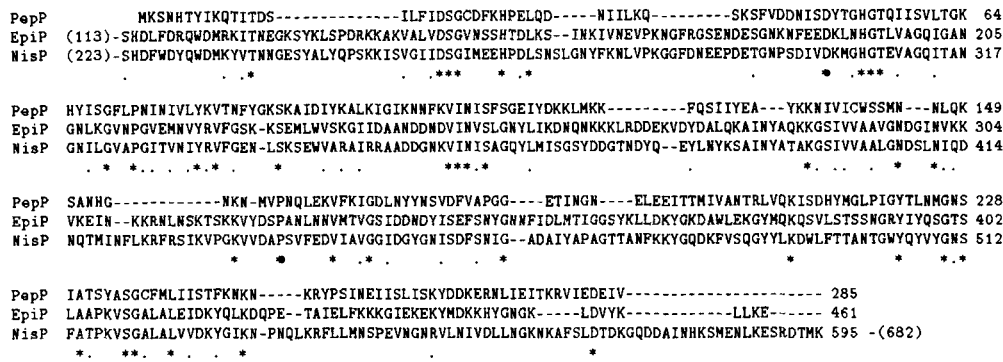 PepP MKSNHTYIKQTITDS--------------ILFIDSGCDFKHPELQD----NIILKQ--------SKSFVDDNISDYTGHGTQIISVLTGK 64
EpiP (113)-SHDLFDRQWDMRKITNEGKSYKLSPDRKKAKVALVDSGVNSSHTDLKS--INKIVNEVPKNGFRGSENDESGNKNFEEDKLNHGTLVAGQIGAN 205
NisP (223)-SHDFWDYQWDMKYVTNNGESYALYQPSKKISVGIIDSGIMEEHPDLSNSLGNYFKNLVPKGGFDNEEPDETGNPSDIVDKMGHGTEVAGQITAN 317
. . .* . ***. *.* . . ● .***. . .
PepP HYISGFLPNINIVLYKVTNFYGKSKAIDIYKALKIGIKNNFKVINISFSGEIYDKKLMKK---------FQSIIYEA---YKKNIVICWSSMN---NLQK 149
EpiP GNLKGVNPGVEMNVYRVFGSK-KSEMLWVSKGIIDAANDDNDVINVSLGNYLIKDNQNKKKLRDDEKVDYDALQKAINYAQKKGSIVVAAVGNDGINVKK 304
NisP GNILGVAPGITVNIYRVFGEN-LSKSEWVARAIRRAADDGNKVINISAGQYLMISGSYDDGTNDYQ--EYLNYKSAINYATAKGSIVVAALGNDSLNIQD 414
. .* *. . . .*.* * . . . ***.* . . . . * . . *. *. .
PepP SANHG------------NKN-MVPNQLEKVFKIGDLNYYNSVDFVAPGG----ETINGN----ELEEITTMIVANTRLVQKISDHYMGLPIGYTLNMGNS 228
EpiP VKEIN---KKRNLNSKTSKKVYDSPANLNNVMTVGSIDDNDYISEFSNYGNNFIDLMTIGGSYKLLDKYGKDAWLEKGYMQKQSVLSTSSNGRYIYQSGTS 402
NisP NQTMINFLKRFRSIKVPGKVVDAPSVFEDVIAVGGIDGYGNISDFSNIG--ADAIYAPAGTTANFKKYGQDKFVSQGYYLKDWLFTTANTGWYQYVYGNS 512
* ● * .* . . * * * *.*
PepP IATSYASGCFMLIISTFKNKN-----KRYPSINEIISLISKYDDKERNLIEITKRVIEDEIV-------------------- 285
EpiP LAAPKVSGALALEIDKYQLKDQPE--TAIELFKKKGIEKEKYMDKKHYGNGK----LDVYK----------LLKE------ 461
NisP FATPKVSGALALVVDKYGIKN-PNQLKRFLLMNSPEVNGNRVLNIVDLLNGKNKAFSLDTDKGQDDAINHKSMENLKESRDTMK 595 -(682)
*. **. * . * . *